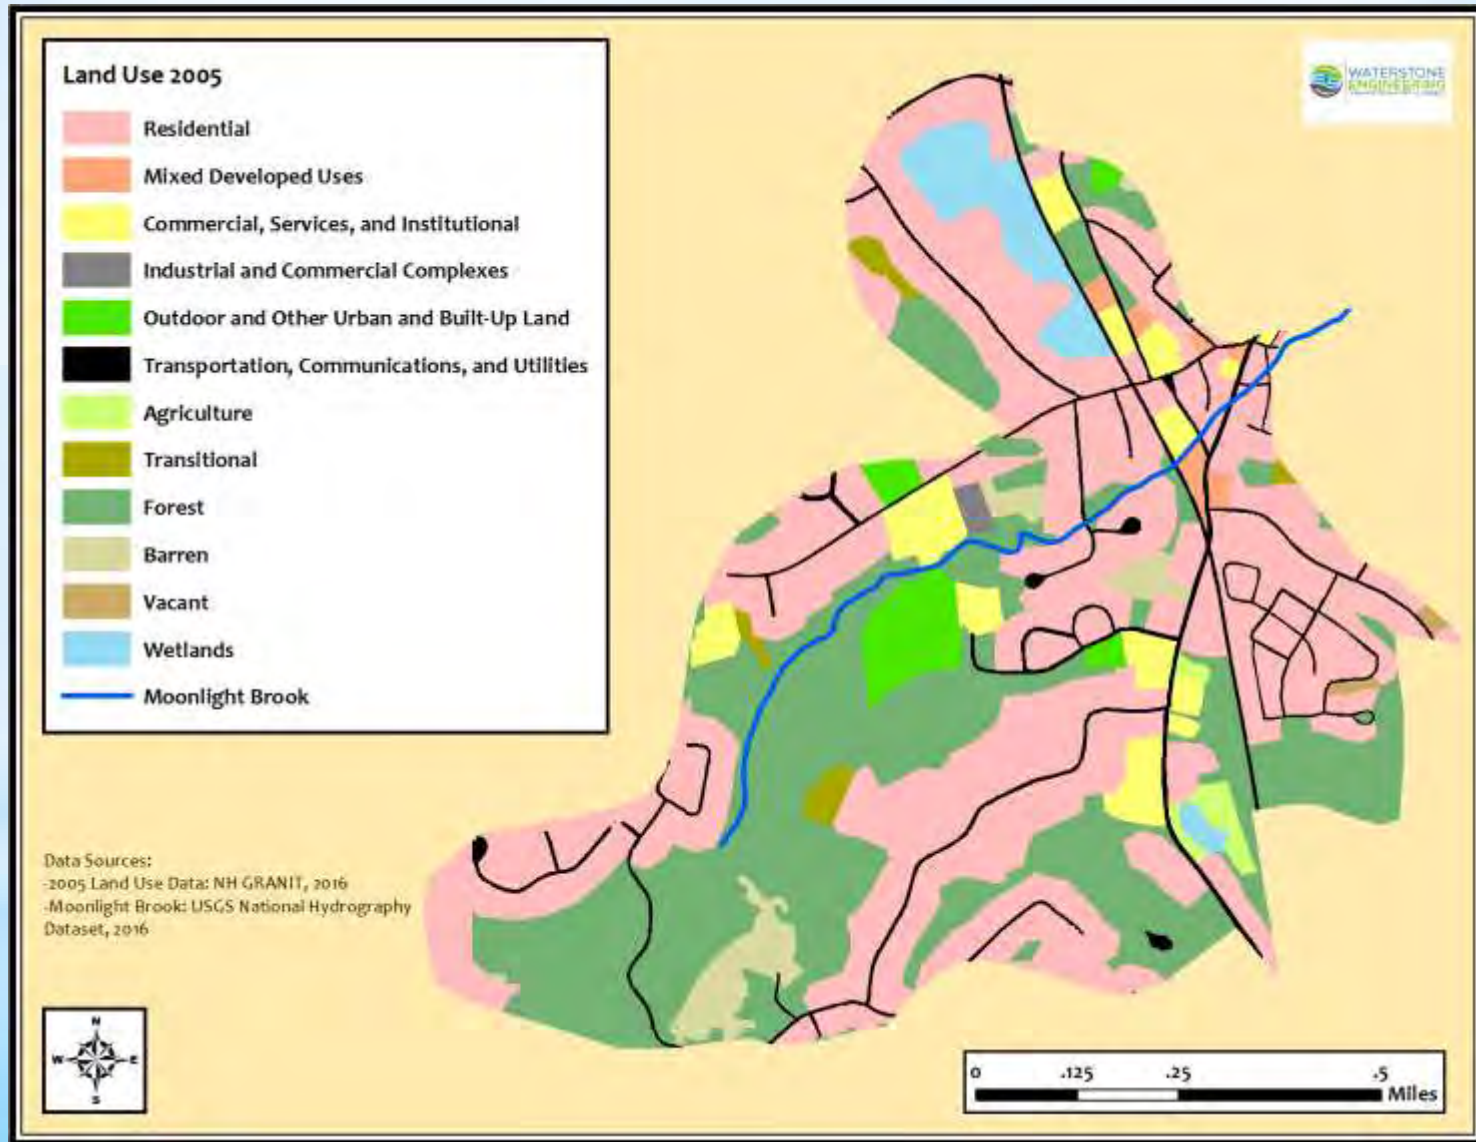 Land Use 2005
Residential
Mixed Developed Uses
Commercial, Services, and Institutional
Industrial and Commercial Complexes
Outdoor and Other Urban and Built-Up Land
Transportation, Communications, and Utilities
Agriculture
Transitional
Forest
Barren
Vacant
Wetlands
Moonlight Brook
WATERSTONE
ENGINEERING
Data Sources:
-2005 Land Use Data: NH GRANIT, 2016
-Moonlight Brook: USGS National Hydrography
Dataset, 2016
N
W E
S
0 .125 .25 .5
Miles